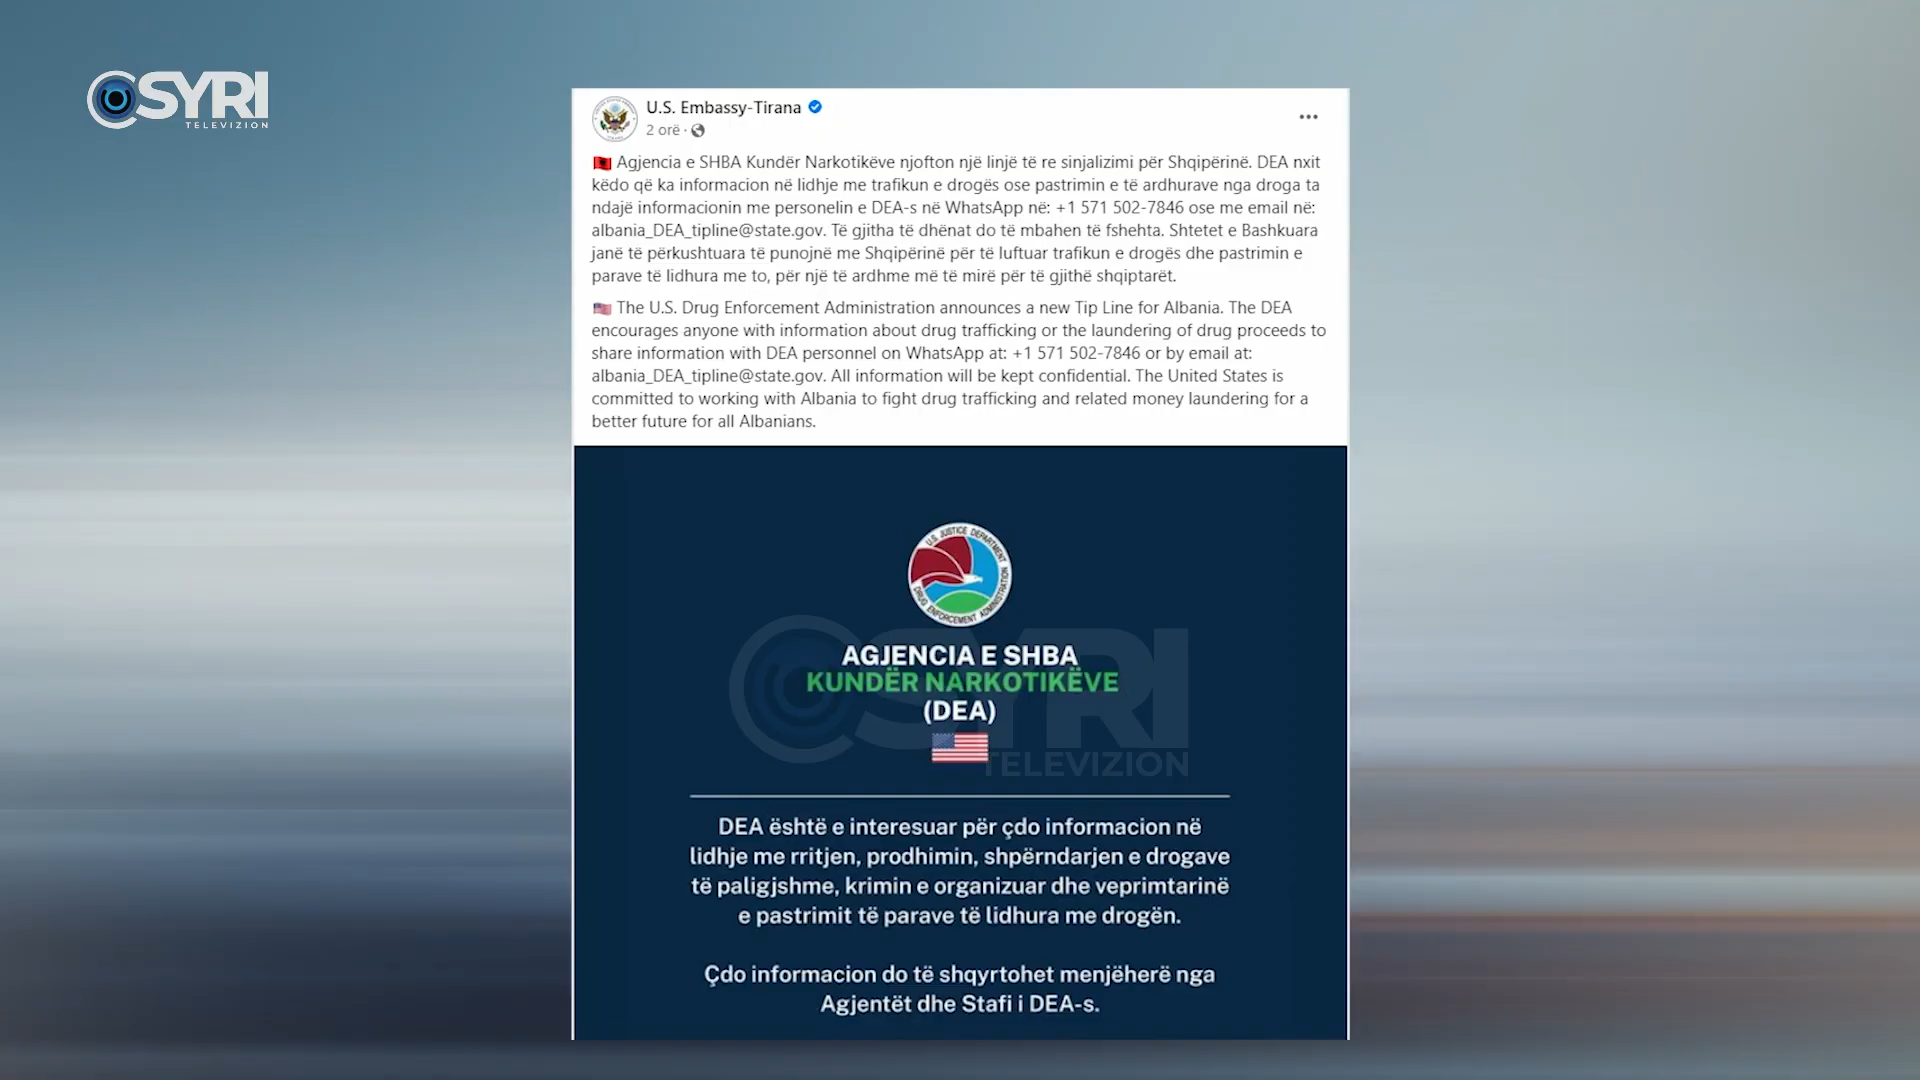 SYRI
TELEVIZION
U.S. Embassy-Tirana
2 orë ·
Agjencia e SHBA Kundër Narkotikëve njofton një linjë të re sinjalizimi për Shqipërinë. DEA nxit
këdo që ka informacion në lidhje me trafikun e drogës ose pastrimin e të ardhurave nga droga ta
ndajë informacionin me personelin e DEA-s në WhatsApp në: +1 571 502-7846 ose me email në:
albania_DEA_tipline@state.gov. Të gjitha të dhënat do të mbahen të fshehta. Shtetet e Bashkuara
janë të përkushtuara të punojnë me Shqipërinë për të luftuar trafikun e drogës dhe pastrimin e
parave të lidhura me to, për një të ardhme më të mirë për të gjithë shqiptarët.
The U.S. Drug Enforcement Administration announces a new Tip Line for Albania. The DEA
encourages anyone with information about drug trafficking or the laundering of drug proceeds to
share information with DEA personnel on WhatsApp at: +1 571 502-7846 or by email at:
albania_DEA_tipline@state.gov. All information will be kept confidential. The United States is
committed to working with Albania to fight drug trafficking and related money laundering for a
better future for all Albanians.
U.S. JUSTICE DEPARTMENT
DRUG ENFORCEMENT ADMINISTRATION
AGJENCIA E SHBA
KUNDËR NARKOTIKËVE
(DEA)
SYRI
TELEVIZION
DEA është e interesuar për çdo informacion në
lidhje me rritjen, prodhimin, shpërndarjen e drogave
të paligjshme, krimin e organizuar dhe veprimtarinë
e pastrimit të parave të lidhura me drogën.
Çdo informacion do të shqyrtohet menjëherë nga
Agjentët dhe Stafi i DEA-s.